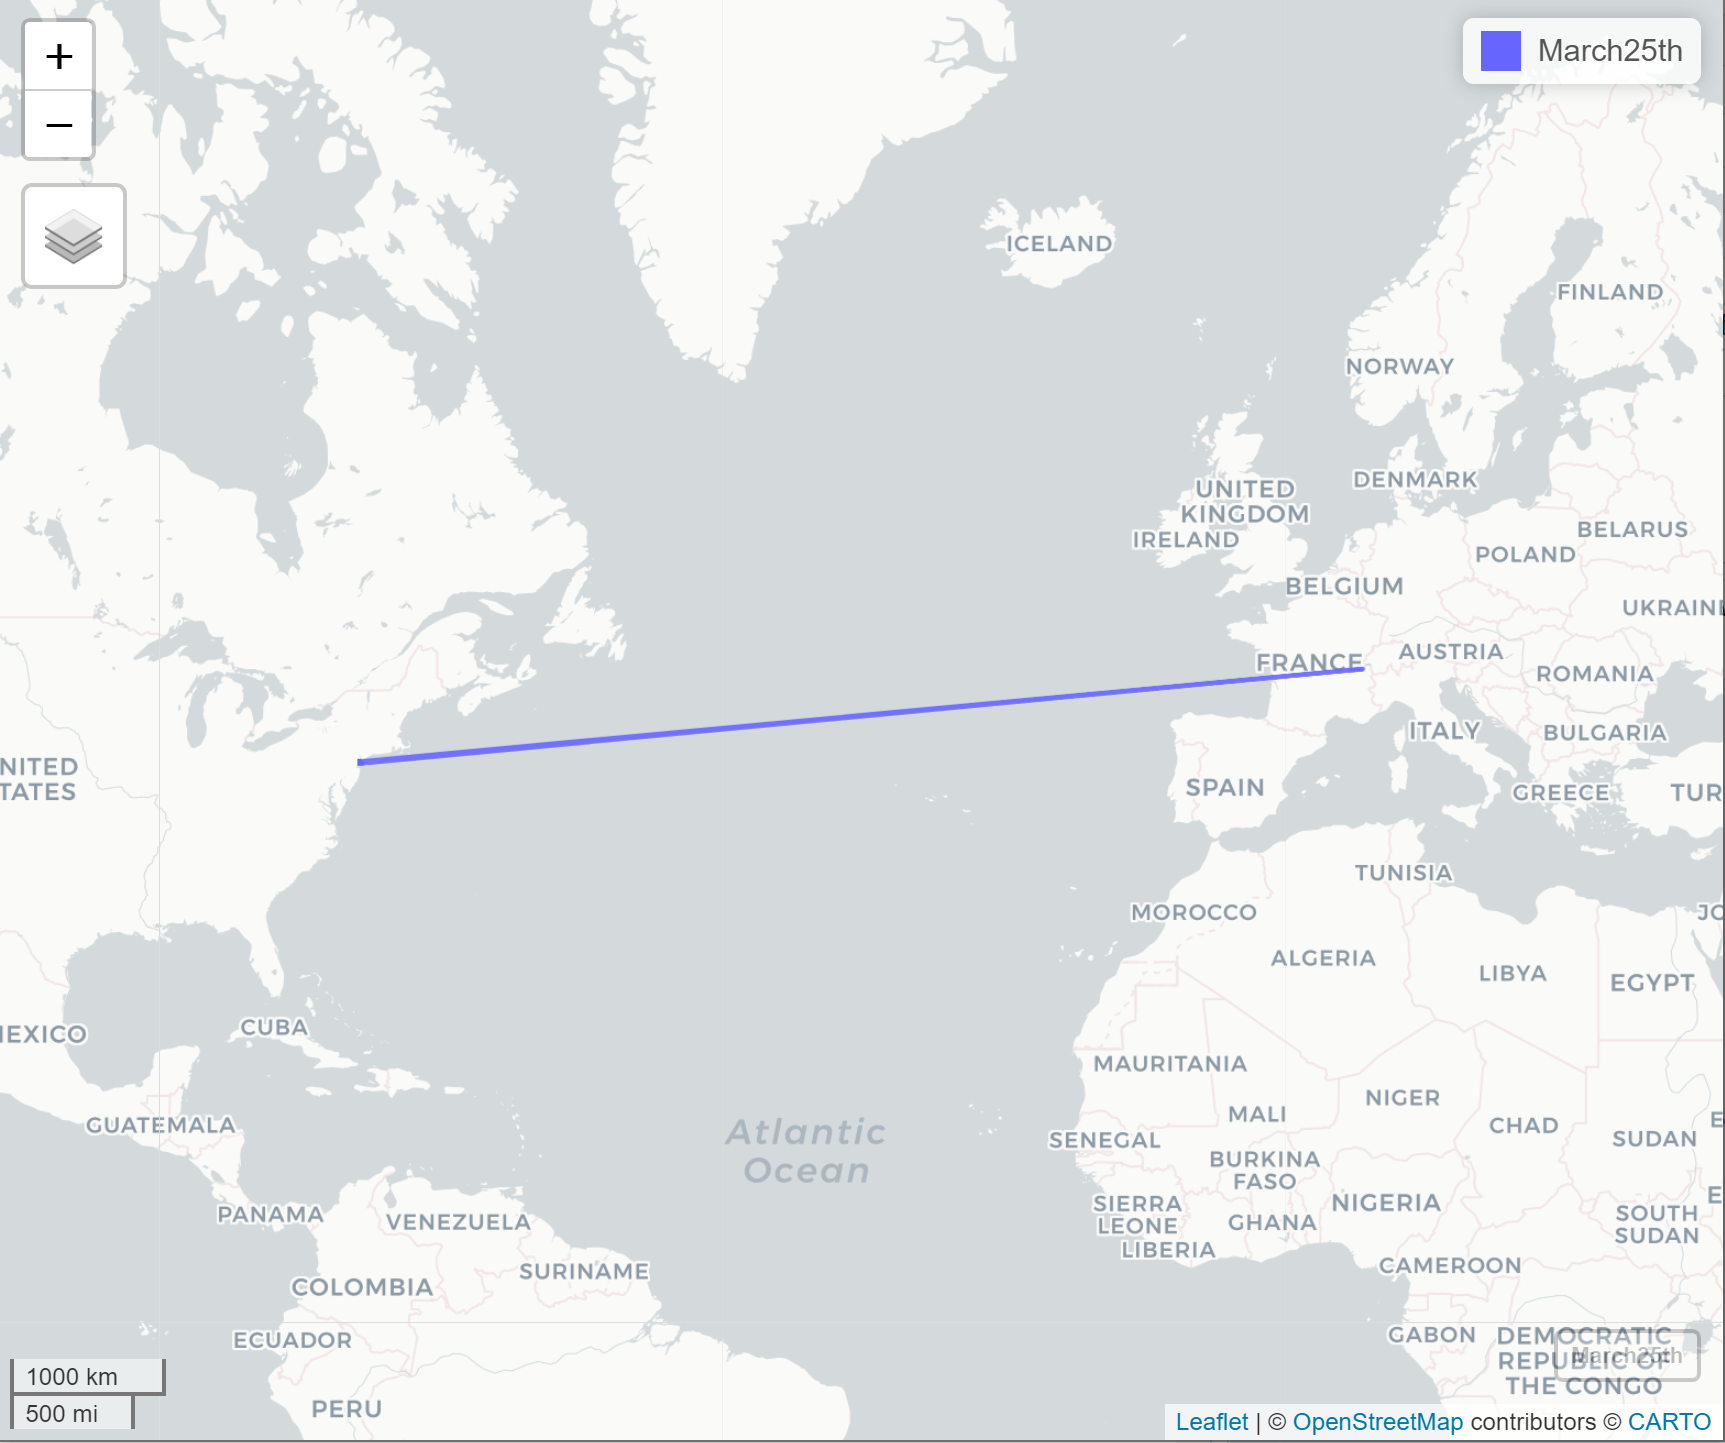 +
−
March25th
ICELAND
FINLAND
NORWAY
DENMARK
UNITED
KINGDOM
IRELAND
BELARUS
POLAND
BELGIUM
UKRAINE
AUSTRIA
FRANCE
ROMANIA
ITALY
BULGARIA
NITED
TATES
SPAIN
GREECE
TUR
TUNISIA
MOROCCO
JO
ALGERIA
LIBYA
EGYPT
CUBA
MEXICO
MAURITANIA
NIGER
MALI
CHAD
GUATEMALA
Atlantic
Ocean
SENEGAL
SUDAN
BURKINA
FASO
SIERRA
LEONE
NIGERIA
PANAMA
VENEZUELA
GHANA
SOUTH
SUDAN
LIBERIA
CAMEROON
SURINAME
COLOMBIA
ECUADOR
GABON
DEMOCRATIC
REPUBLIC OF
THE CONGO
March25th
PERU
1000 km
500 mi
Leaflet | © OpenStreetMap contributors © CARTO